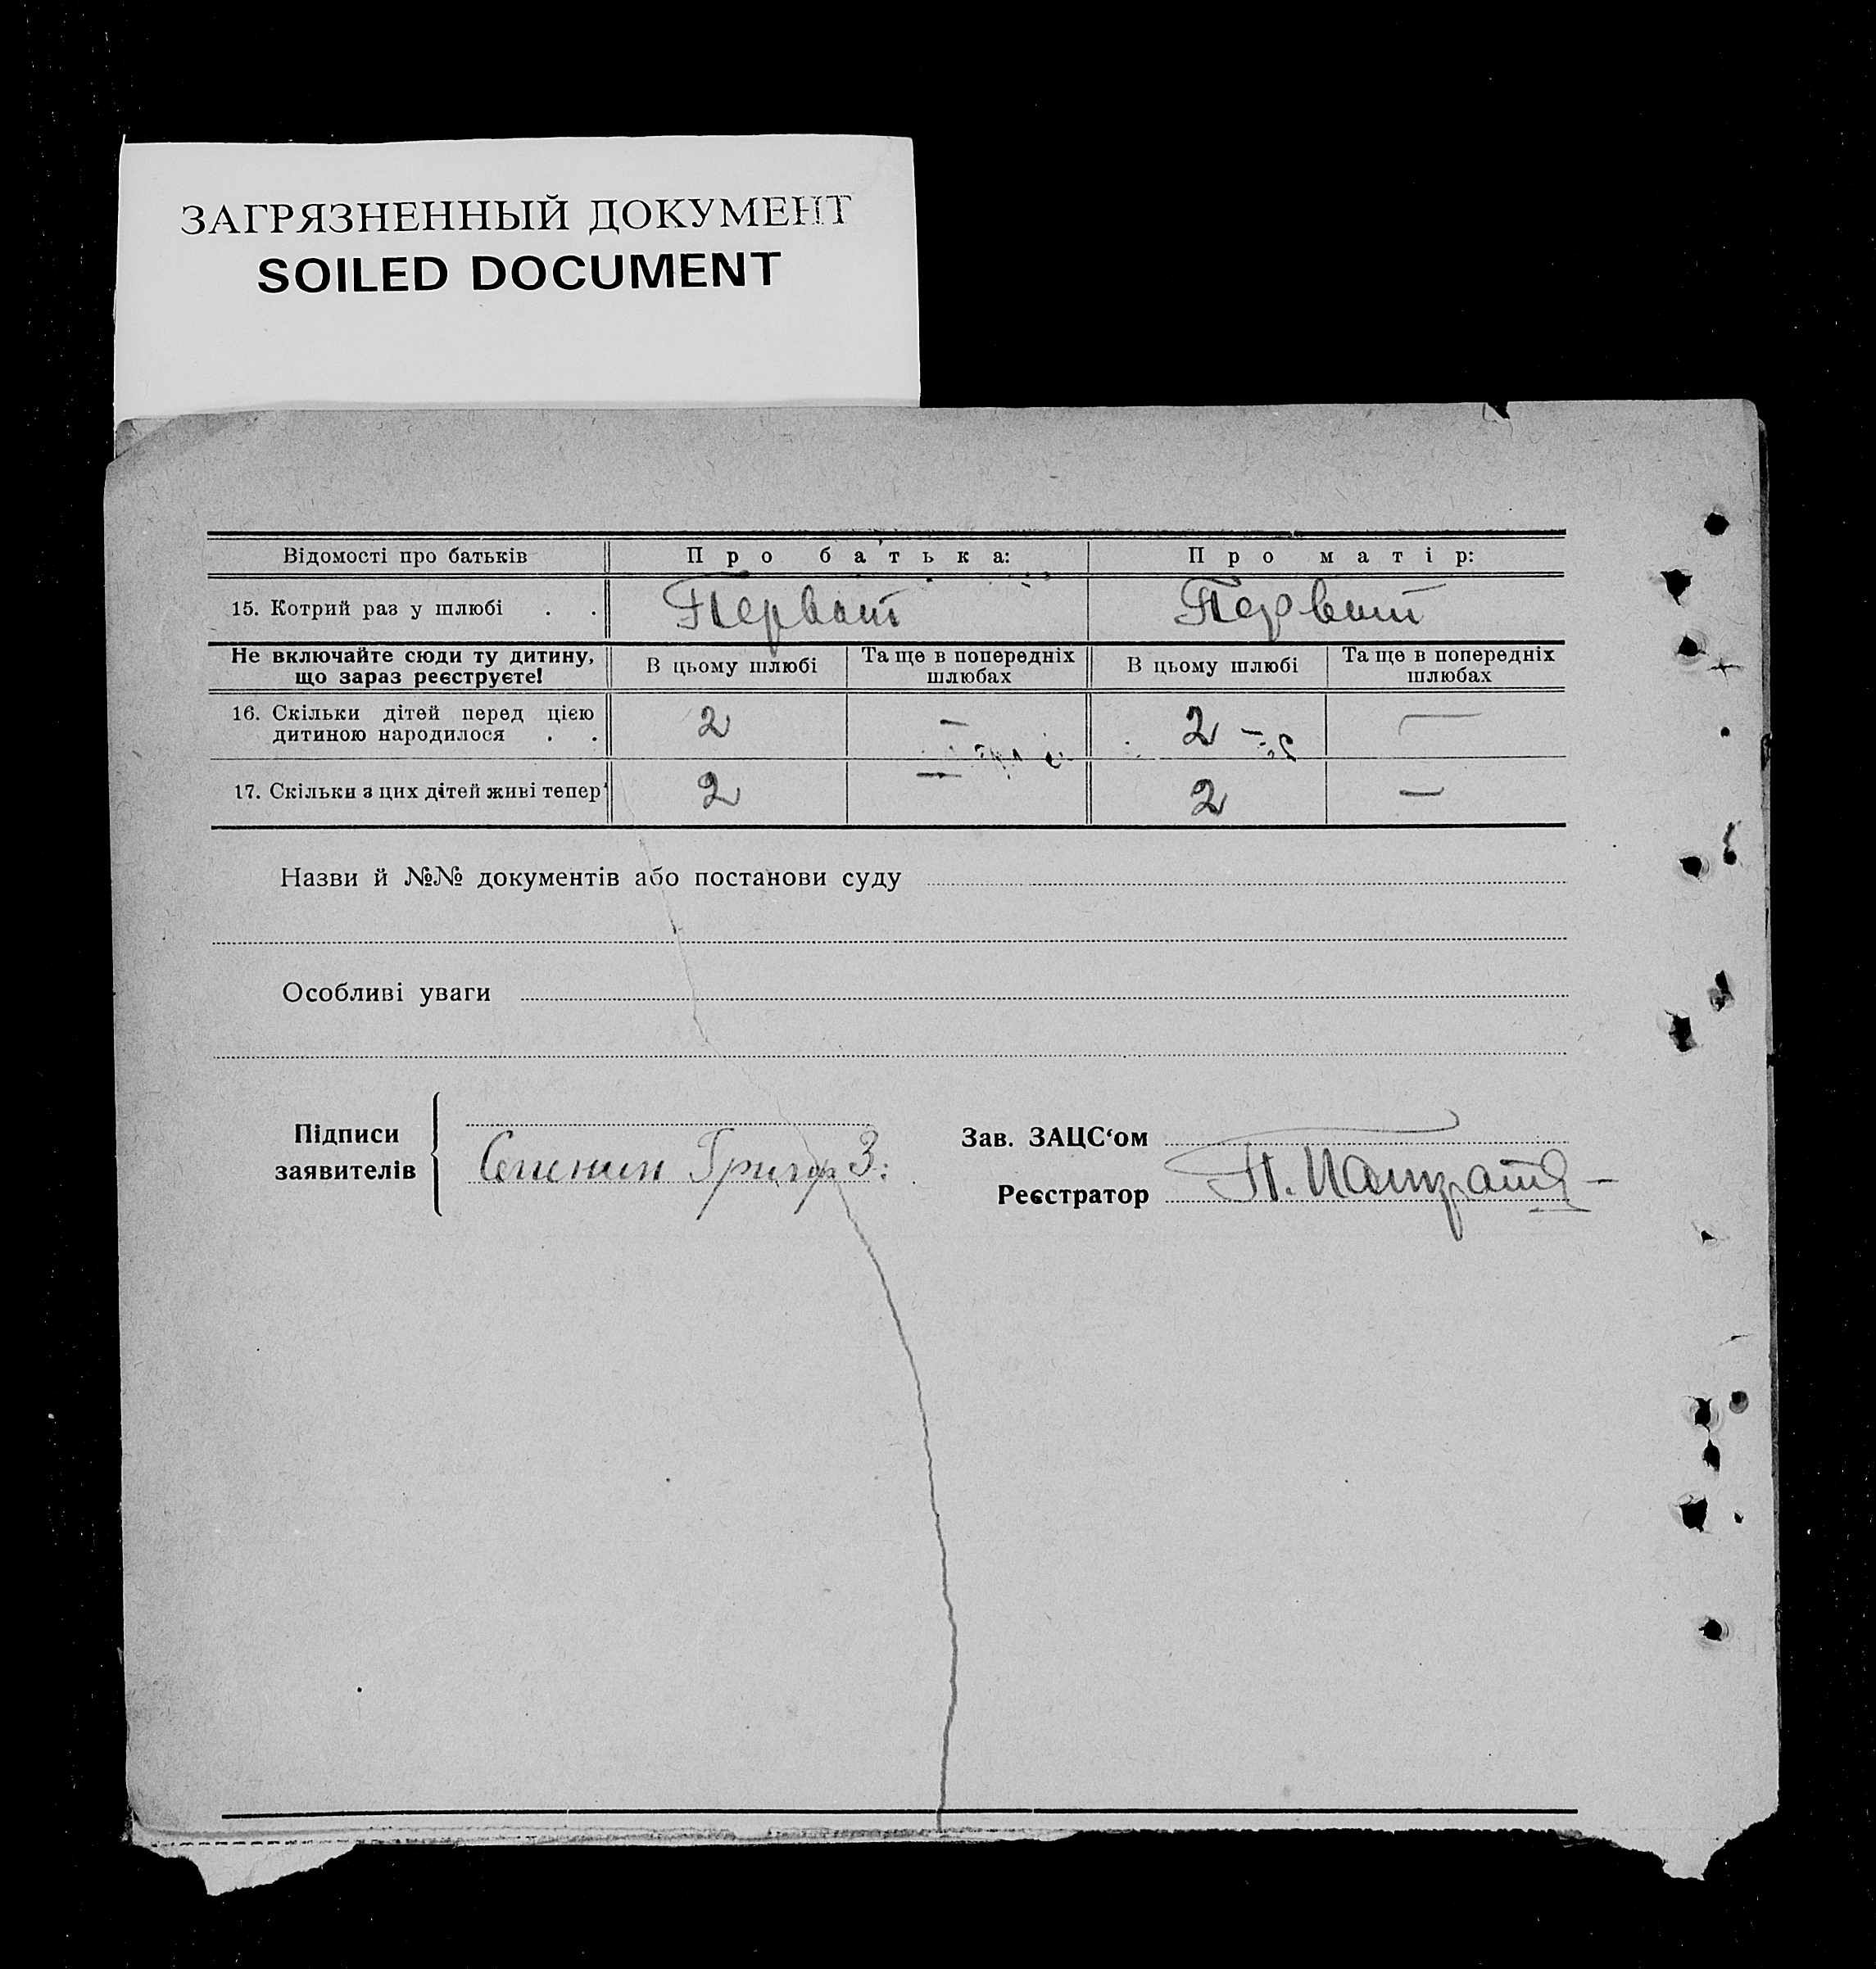 ЗАГРЯЗНЕННЫЙ ДОКУМЕНТ
SOILED DOCUMENT
Відомості про батьків Про батька: Про матір:
15. Котрий раз у шлюбі . . Первый Первый
Не включайте сюди ту дитину, що зараз реєструєте! В цьому шлюбі Та ще в попередніх шлюбах В цьому шлюбі Та ще в попередніх шлюбах
16. Скільки дітей перед цією дитиною народилося . . 2 – 2 – —
17. Скільки з цих дітей живі тепер 2 — 2 —
Назви й №№ документів або постанови суду
Особливі уваги
Підписи заявителів Григор З.
Зав. ЗАЦС‘ом
Реєстратор П.